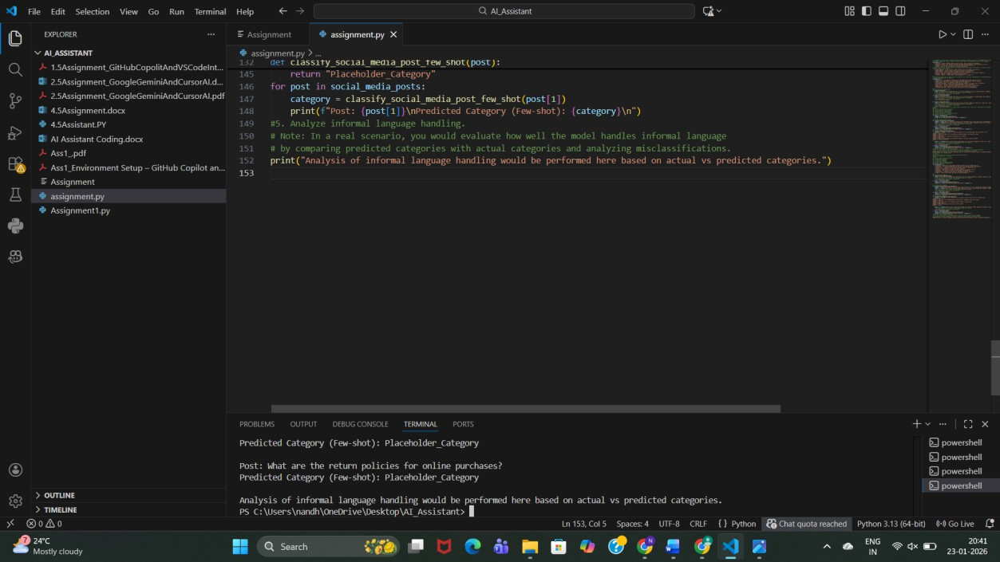 File Edit Selection View Go Run Terminal Help
AI_Assistant
EXPLORER
AI_ASSISTANT
1.5Assignment_GitHubCopolitAndVSCodeInt...
2.5Assignment_GoogleGeminiAndCursorAI.d...
2.5Assignment_GoogleGeminiAndCursorAI.pdf
4.5Assignment.docx
4.5Assistant.PY
AI Assistant Coding.docx
Ass1_.pdf
Ass1_Environment Setup – GitHub Copilot an...
Assignment
assignment.py
Assignment1.py
OUTLINE
TIMELINE
Assignment
assignment.py
assignment.py > ...
132 def classify_social_media_post_few_shot(post):
145 return "Placeholder_Category"
146 for post in social_media_posts:
147 category = classify_social_media_post_few_shot(post[1])
148 print(f"Post: {post[1]}\nPredicted Category (Few-shot): {category}\n")
149 #5. Analyze informal language handling.
150 # Note: In a real scenario, you would evaluate how well the model handles informal language
151 # by comparing predicted categories with actual categories and analyzing misclassifications.
152 print("Analysis of informal language handling would be performed here based on actual vs predicted categories.")
153
PROBLEMS OUTPUT DEBUG CONSOLE TERMINAL PORTS
Predicted Category (Few-shot): Placeholder_Category
Post: What are the return policies for online purchases?
Predicted Category (Few-shot): Placeholder_Category
Analysis of informal language handling would be performed here based on actual vs predicted categories.
PS C:\Users\nandh\OneDrive\Desktop\AI_Assistant>
powershell
powershell
powershell
powershell
0 0
Ln 153, Col 5 Spaces: 4 UTF-8 CRLF {} Python Chat quota reached Python 3.13 (64-bit) Go Live
7
24°C
Mostly cloudy
Search
ENG
IN
20:41
23-01-2026